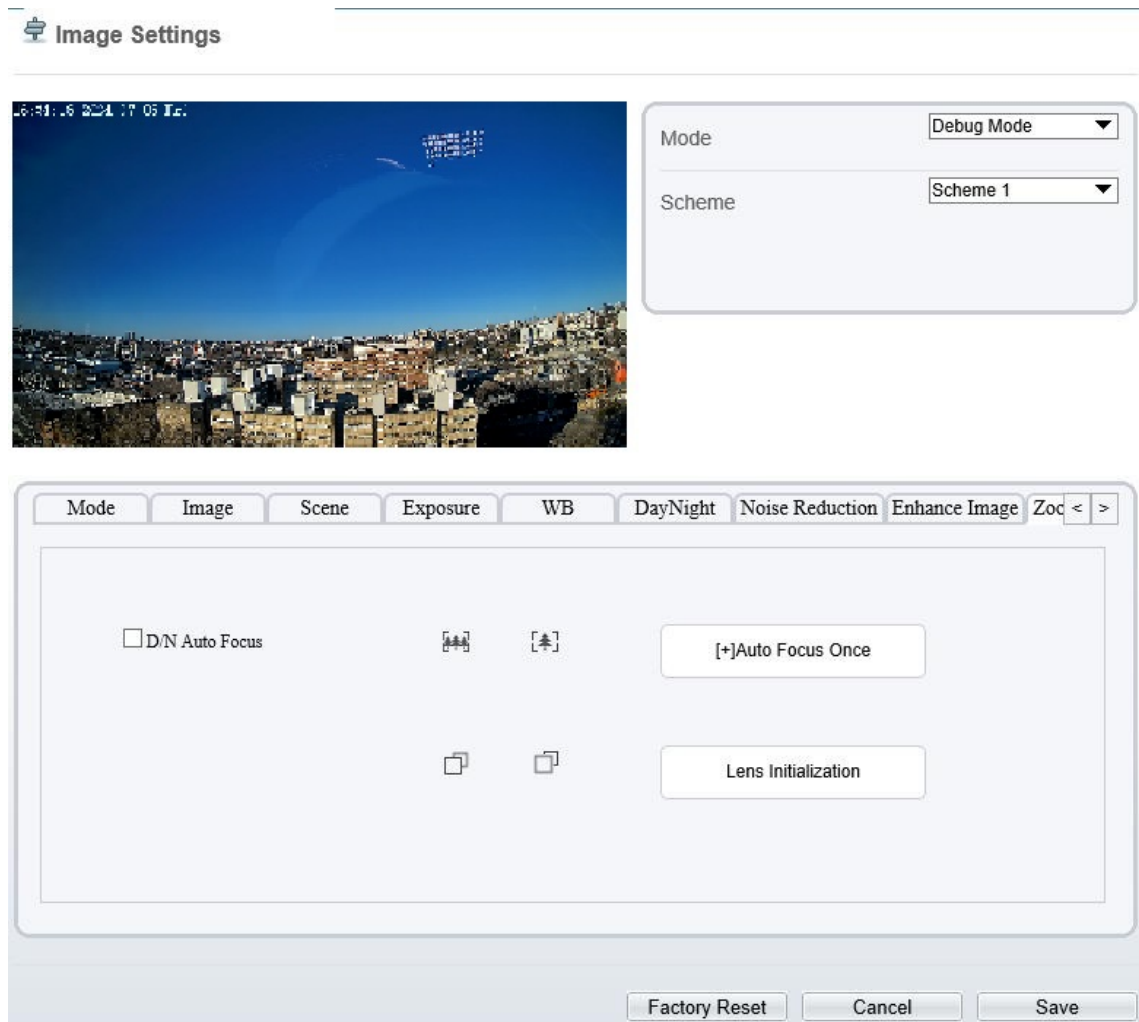 Image Settings
Mode
Debug Mode
Scheme
Scheme 1
Mode Image Scene Exposure WB DayNight Noise Reduction Enhance Image Zoo < >
D/N Auto Focus
[+]Auto Focus Once
Lens Initialization
Factory Reset Cancel Save